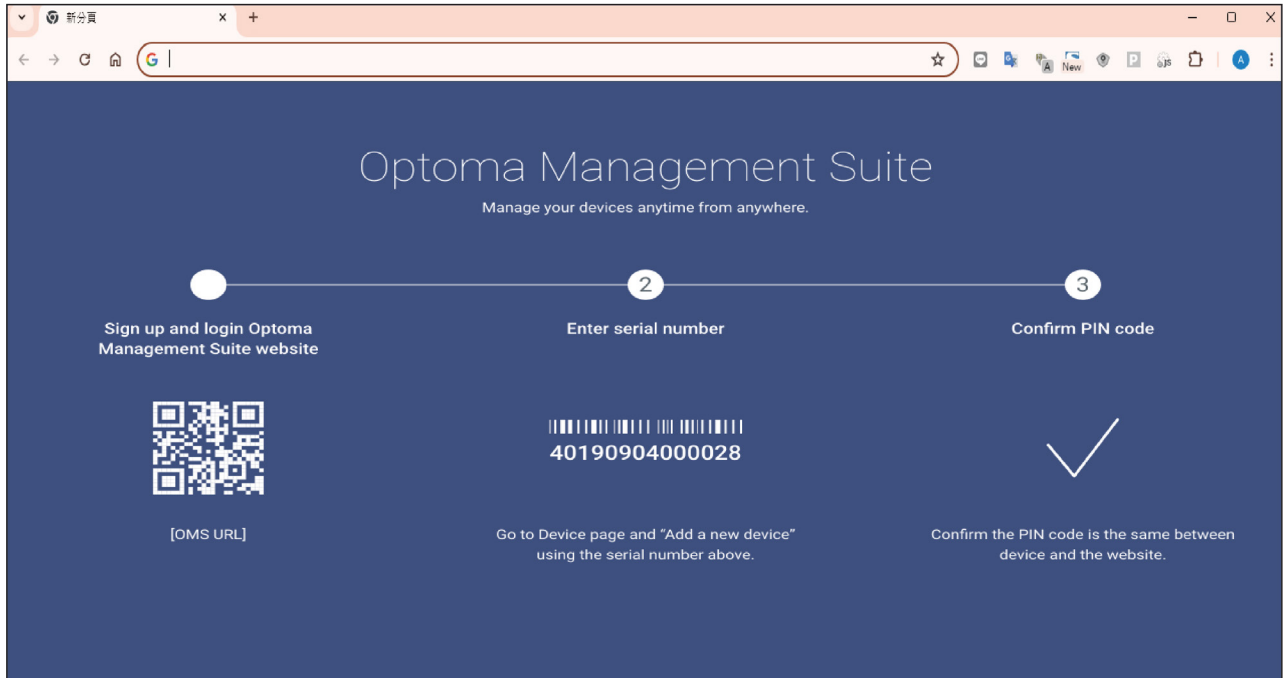 新分頁
G
New
A
P
js
A
Optoma Management Suite
Manage your devices anytime from anywhere.
2
3
Sign up and login Optoma
Management Suite website
Enter serial number
Confirm PIN code
40190904000028
[OMS URL]
Go to Device page and “Add a new device”
using the serial number above.
Confirm the PIN code is the same between
device and the website.